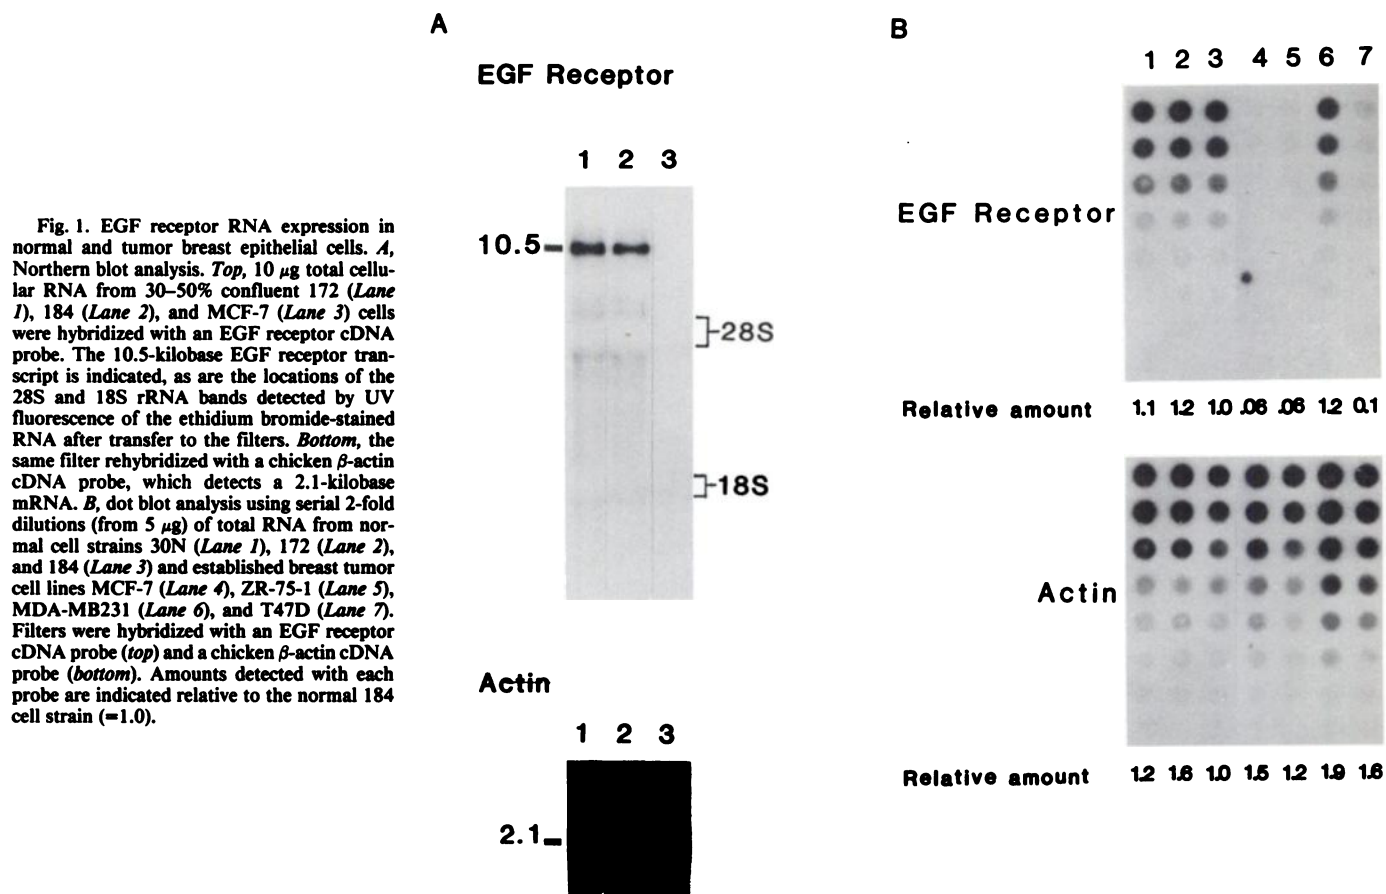 Fig. 1. EGF receptor RNA expression in
normal and tumor breast epithelial cells. A,
Northern blot analysis. Top, 10 μg total cellu-
lar RNA from 30–50% confluent 172 (Lane
1), 184 (Lane 2), and MCF-7 (Lane 3) cells
were hybridized with an EGF receptor cDNA
probe. The 10.5-kilobase EGF receptor tran-
script is indicated, as are the locations of the
28S and 18S rRNA bands detected by UV
fluorescence of the ethidium bromide-stained
RNA after transfer to the filters. Bottom, the
same filter rehybridized with a chicken β-actin
cDNA probe, which detects a 2.1-kilobase
mRNA. B, dot blot analysis using serial 2-fold
dilutions (from 5 μg) of total RNA from nor-
mal cell strains 30N (Lane 1), 172 (Lane 2),
and 184 (Lane 3) and established breast tumor
cell lines MCF-7 (Lane 4), ZR-75-1 (Lane 5),
MDA-MB231 (Lane 6), and T47D (Lane 7).
Filters were hybridized with an EGF receptor
cDNA probe (top) and a chicken β-actin cDNA
probe (bottom). Amounts detected with each
probe are indicated relative to the normal 184
cell strain (=1.0).
A
EGF Receptor
1 2 3
10.5
28S
18S
Actin
1 2 3
2.1
B
1 2 3 4 5 6 7
EGF Receptor
Relative amount 1.1 1.2 1.0 .06 .06 1.2 0.1
Actin
Relative amount 1.2 1.6 1.0 1.5 1.2 1.9 1.6